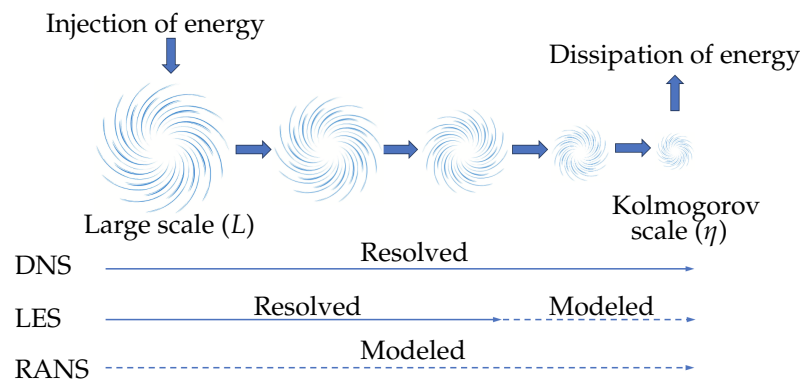 Injection of energy
Dissipation of energy
Large scale (L)
Kolmogorov
scale (η)
DNS
Resolved
LES
Resolved
Modeled
RANS
Modeled